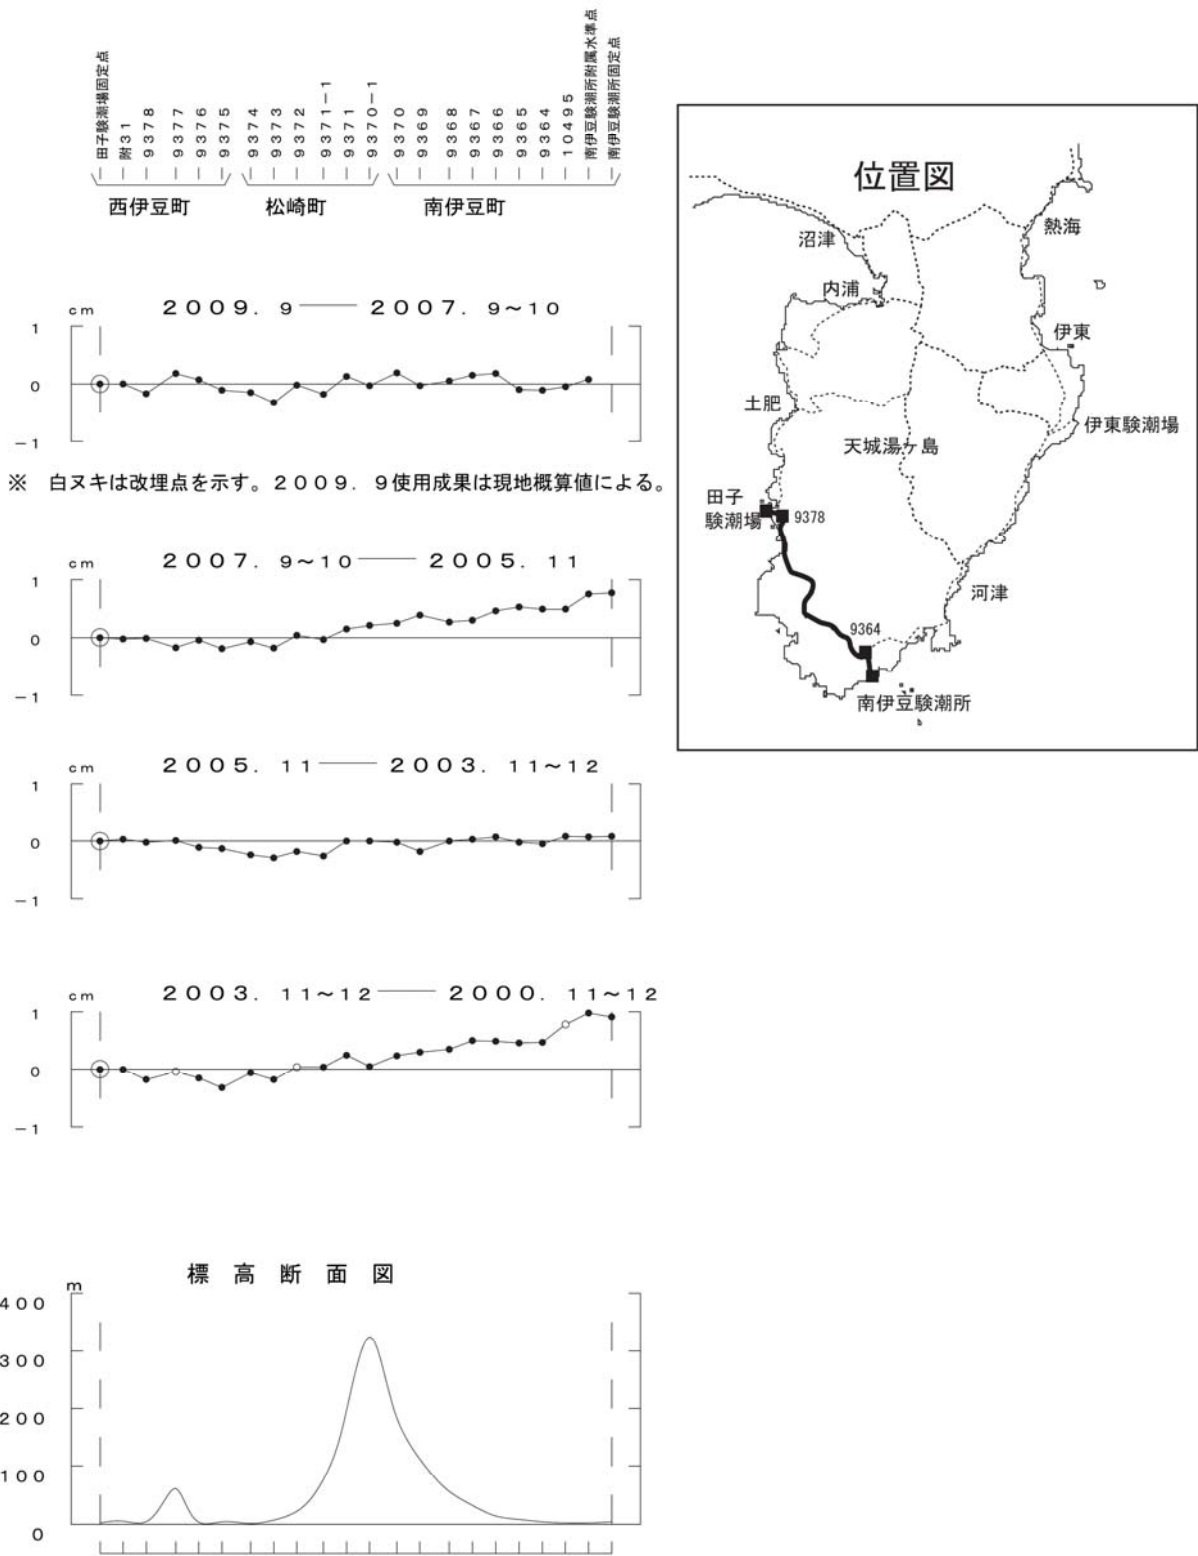 田子験潮場固定点
附31
9378
9377
9376
9375
9374
9373
9372
9371−1
9371
9370−1
9370
9369
9368
9367
9366
9365
9364
10495
南伊豆験潮所附属水準点
南伊豆験潮所固定点
西伊豆町
松崎町
南伊豆町
cm
2009. 9 ―― 2007. 9~10
1
0
−1
※ 白ヌキは改埋点を示す。2009. 9使用成果は現地概算値による。
cm
2007. 9~10 ―― 2005. 11
1
0
−1
cm
2005. 11 ―― 2003. 11~12
1
0
−1
cm
2003. 11~12 ―― 2000. 11~12
1
0
−1
標高断面図
m
400
300
200
100
0
位置図
沼津
熱海
内浦
伊東
土肥
伊東験潮場
天城湯ヶ島
田子
験潮場
9378
河津
9364
南伊豆験潮所